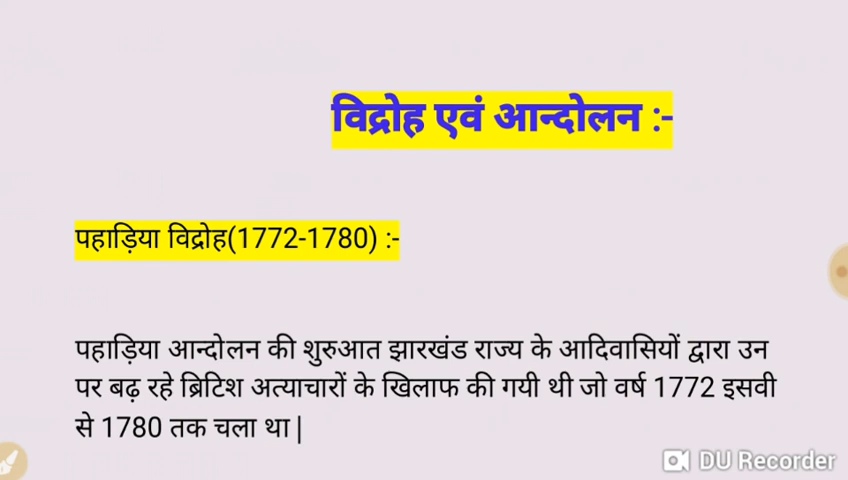 विद्रोह एवं आन्दोलन :-
पहाड़िया विद्रोह(1772-1780) :-
पहाड़िया आन्दोलन की शुरुआत झारखंड राज्य के आदिवासियों द्वारा उन
पर बढ़ रहे ब्रिटिश अत्याचारों के खिलाफ की गयी थी जो वर्ष 1772 इसवी
से 1780 तक चला था |
DU Recorder